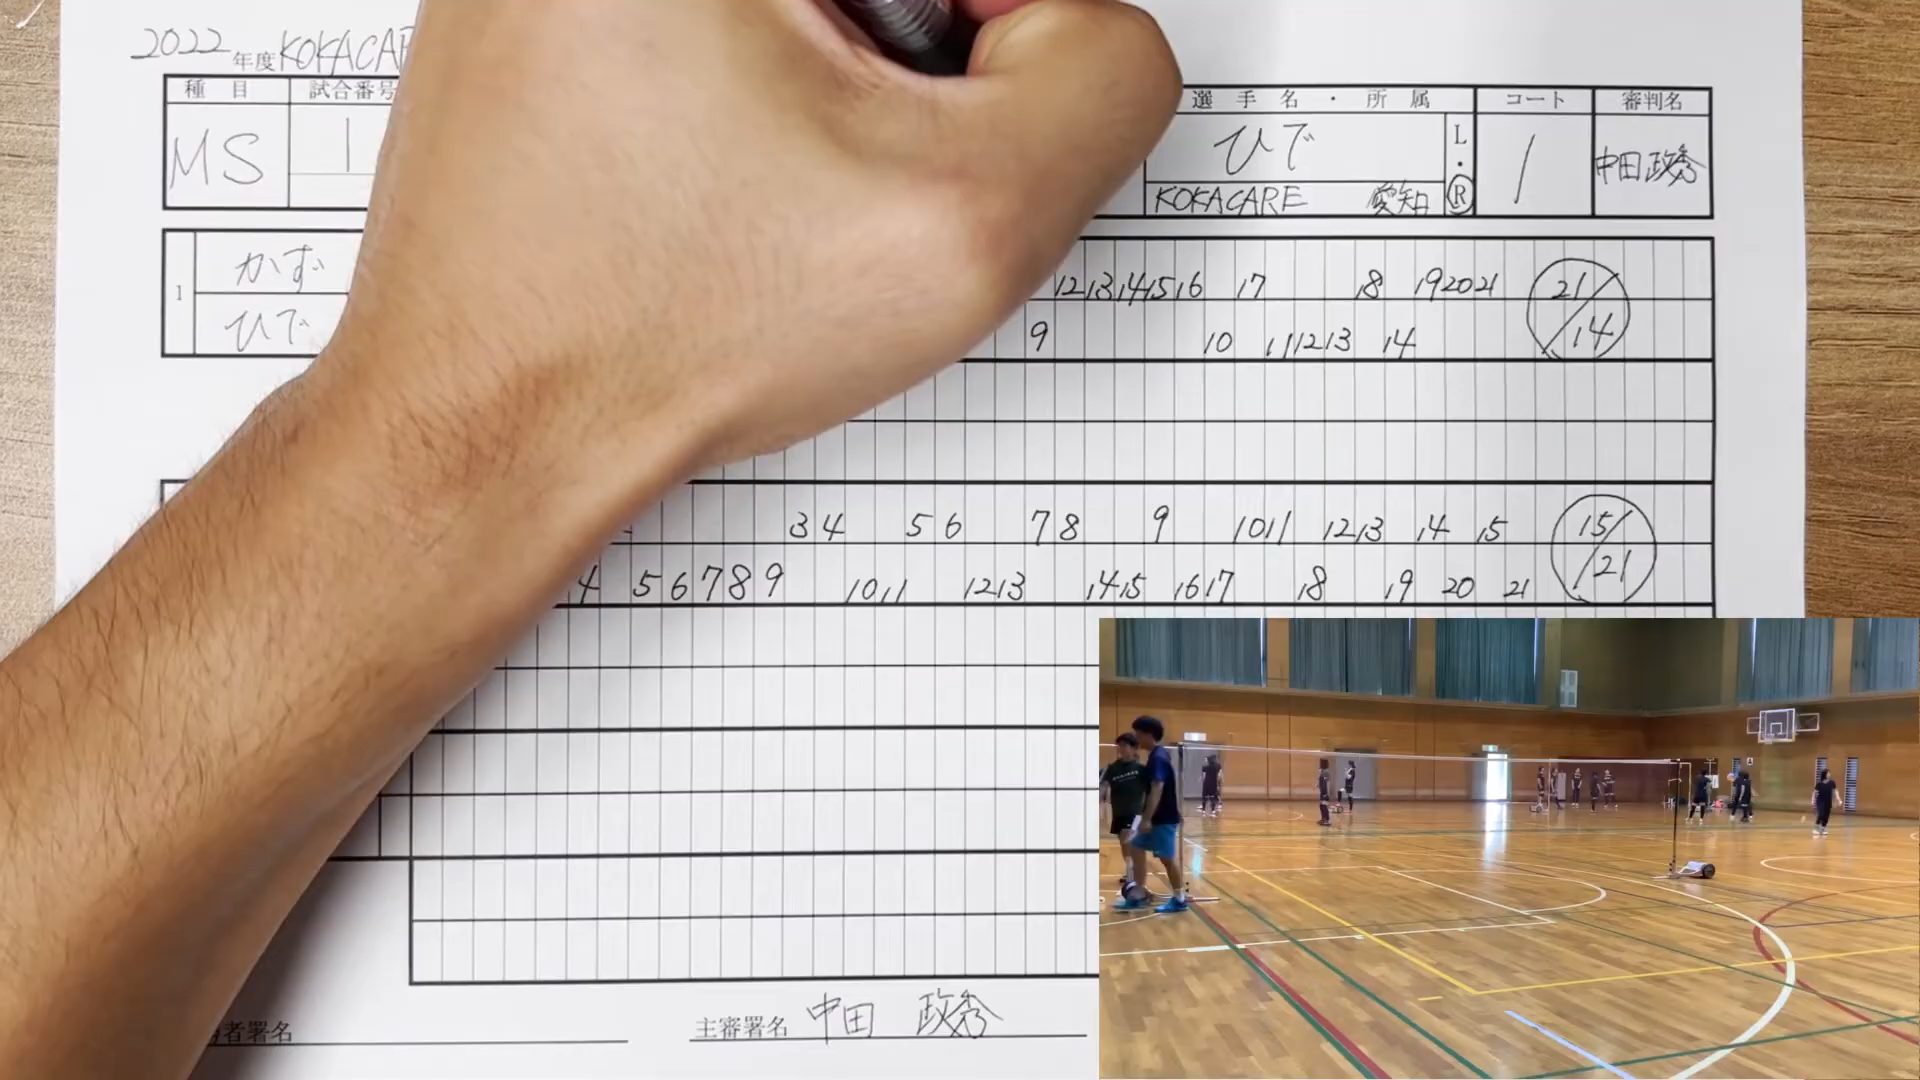 2022 年度 KOKACAR
種目 試合番号 選手名・所属 コート 審判名
MS 1 ひで L・R 1 中田政秀
KOKACARE 愛知
1 かず 12 13 14 15 16 17 18 19 20 21 21/14
ひで 9 10 11 12 13 14
3 4 5 6 7 8 9 10 11 12 13 14 15 15/21
4 5 6 7 8 9 10 11 12 13 14 15 16 17 18 19 20 21
者署名 主審署名 中田 政秀